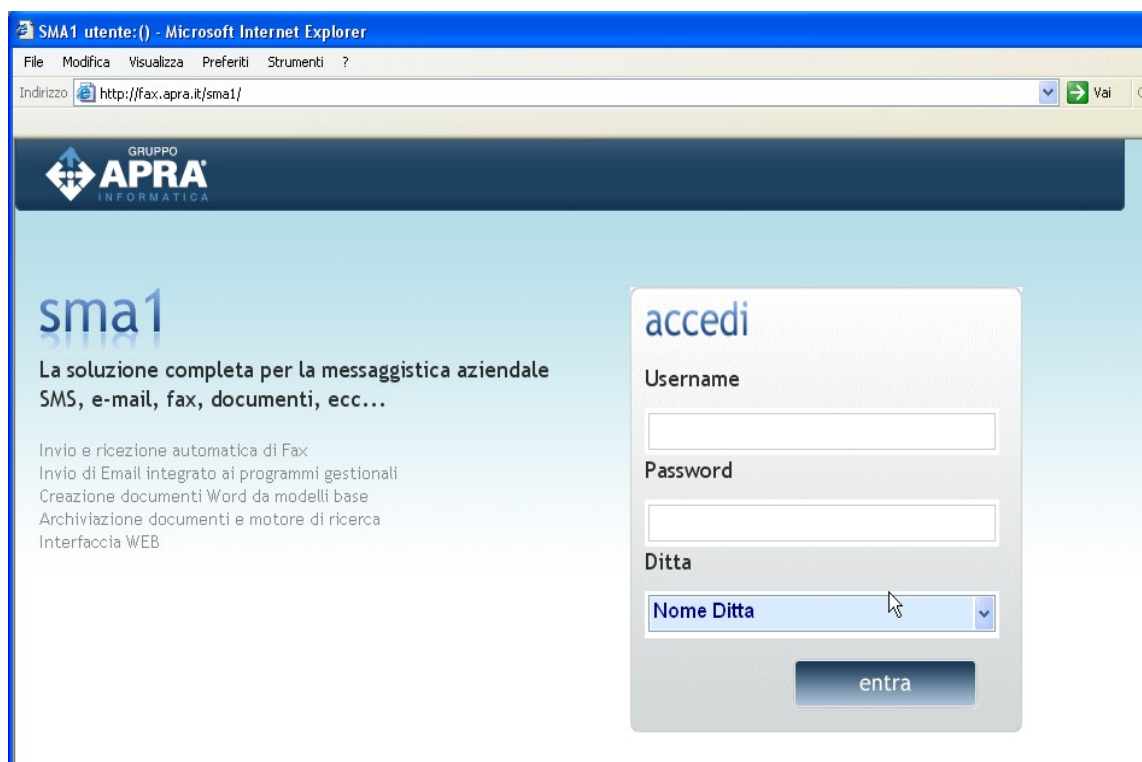 SMA1 utente:() - Microsoft Internet Explorer
File Modifica Visualizza Preferiti Strumenti ?
Indirizzo http://fax.apra.it/sma1/ Vai
GRUPPO
APRA®
INFORMATICA
sma1
La soluzione completa per la messaggistica aziendale
SMS, e-mail, fax, documenti, ecc...
Invio e ricezione automatica di Fax
Invio di Email integrato ai programmi gestionali
Creazione documenti Word da modelli base
Archiviazione documenti e motore di ricerca
Interfaccia WEB
accedi
Username
Password
Ditta
Nome Ditta
entra